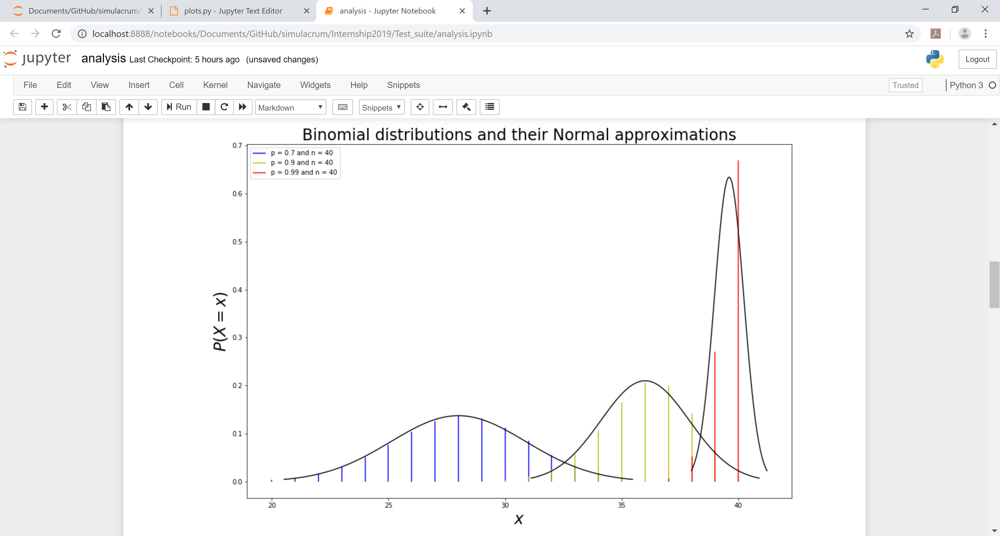 Documents/GitHub/simulacrum/
plots.py - Jupyter Text Editor
analysis - Jupyter Notebook
localhost:8888/notebooks/Documents/GitHub/simulacrum/Internship2019/Test_suite/analysis.ipynb
jupyter analysis Last Checkpoint: 5 hours ago (unsaved changes)
Logout
File Edit View Insert Cell Kernel Navigate Widgets Help Snippets
Trusted
Python 3
Run
Markdown
Snippets
Binomial distributions and their Normal approximations
p = 0.7 and n = 40
p = 0.9 and n = 40
p = 0.99 and n = 40
0.7
0.6
0.5
0.4
0.3
0.2
0.1
0.0
P(X = x)
20 25 30 35 40
x